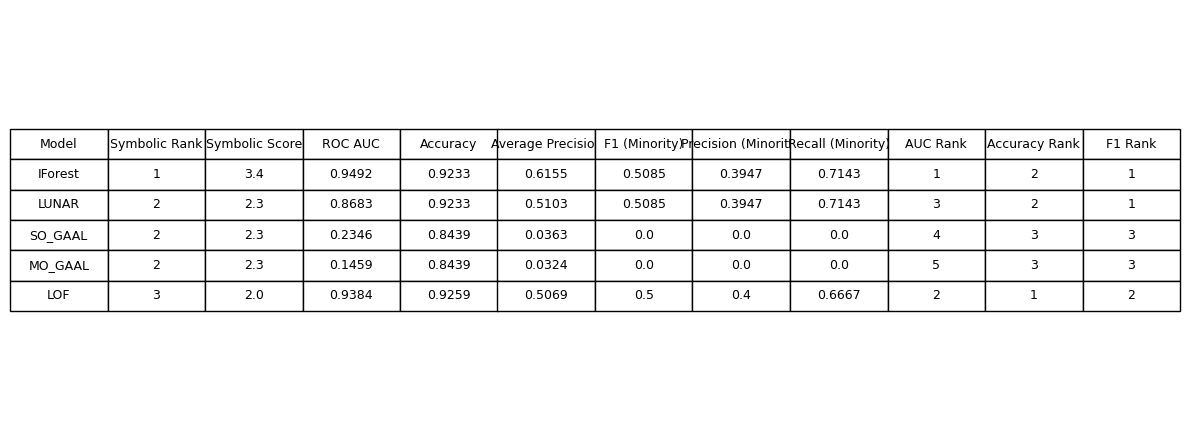 Model Symbolic Rank Symbolic Score ROC AUC Accuracy Average Precisio F1 (Minority) Precision (Minorit Recall (Minority) AUC Rank Accuracy Rank F1 Rank
IForest 1 3.4 0.9492 0.9233 0.6155 0.5085 0.3947 0.7143 1 2 1
LUNAR 2 2.3 0.8683 0.9233 0.5103 0.5085 0.3947 0.7143 3 2 1
SO_GAAL 2 2.3 0.2346 0.8439 0.0363 0.0 0.0 0.0 4 3 3
MO_GAAL 2 2.3 0.1459 0.8439 0.0324 0.0 0.0 0.0 5 3 3
LOF 3 2.0 0.9384 0.9259 0.5069 0.5 0.4 0.6667 2 1 2